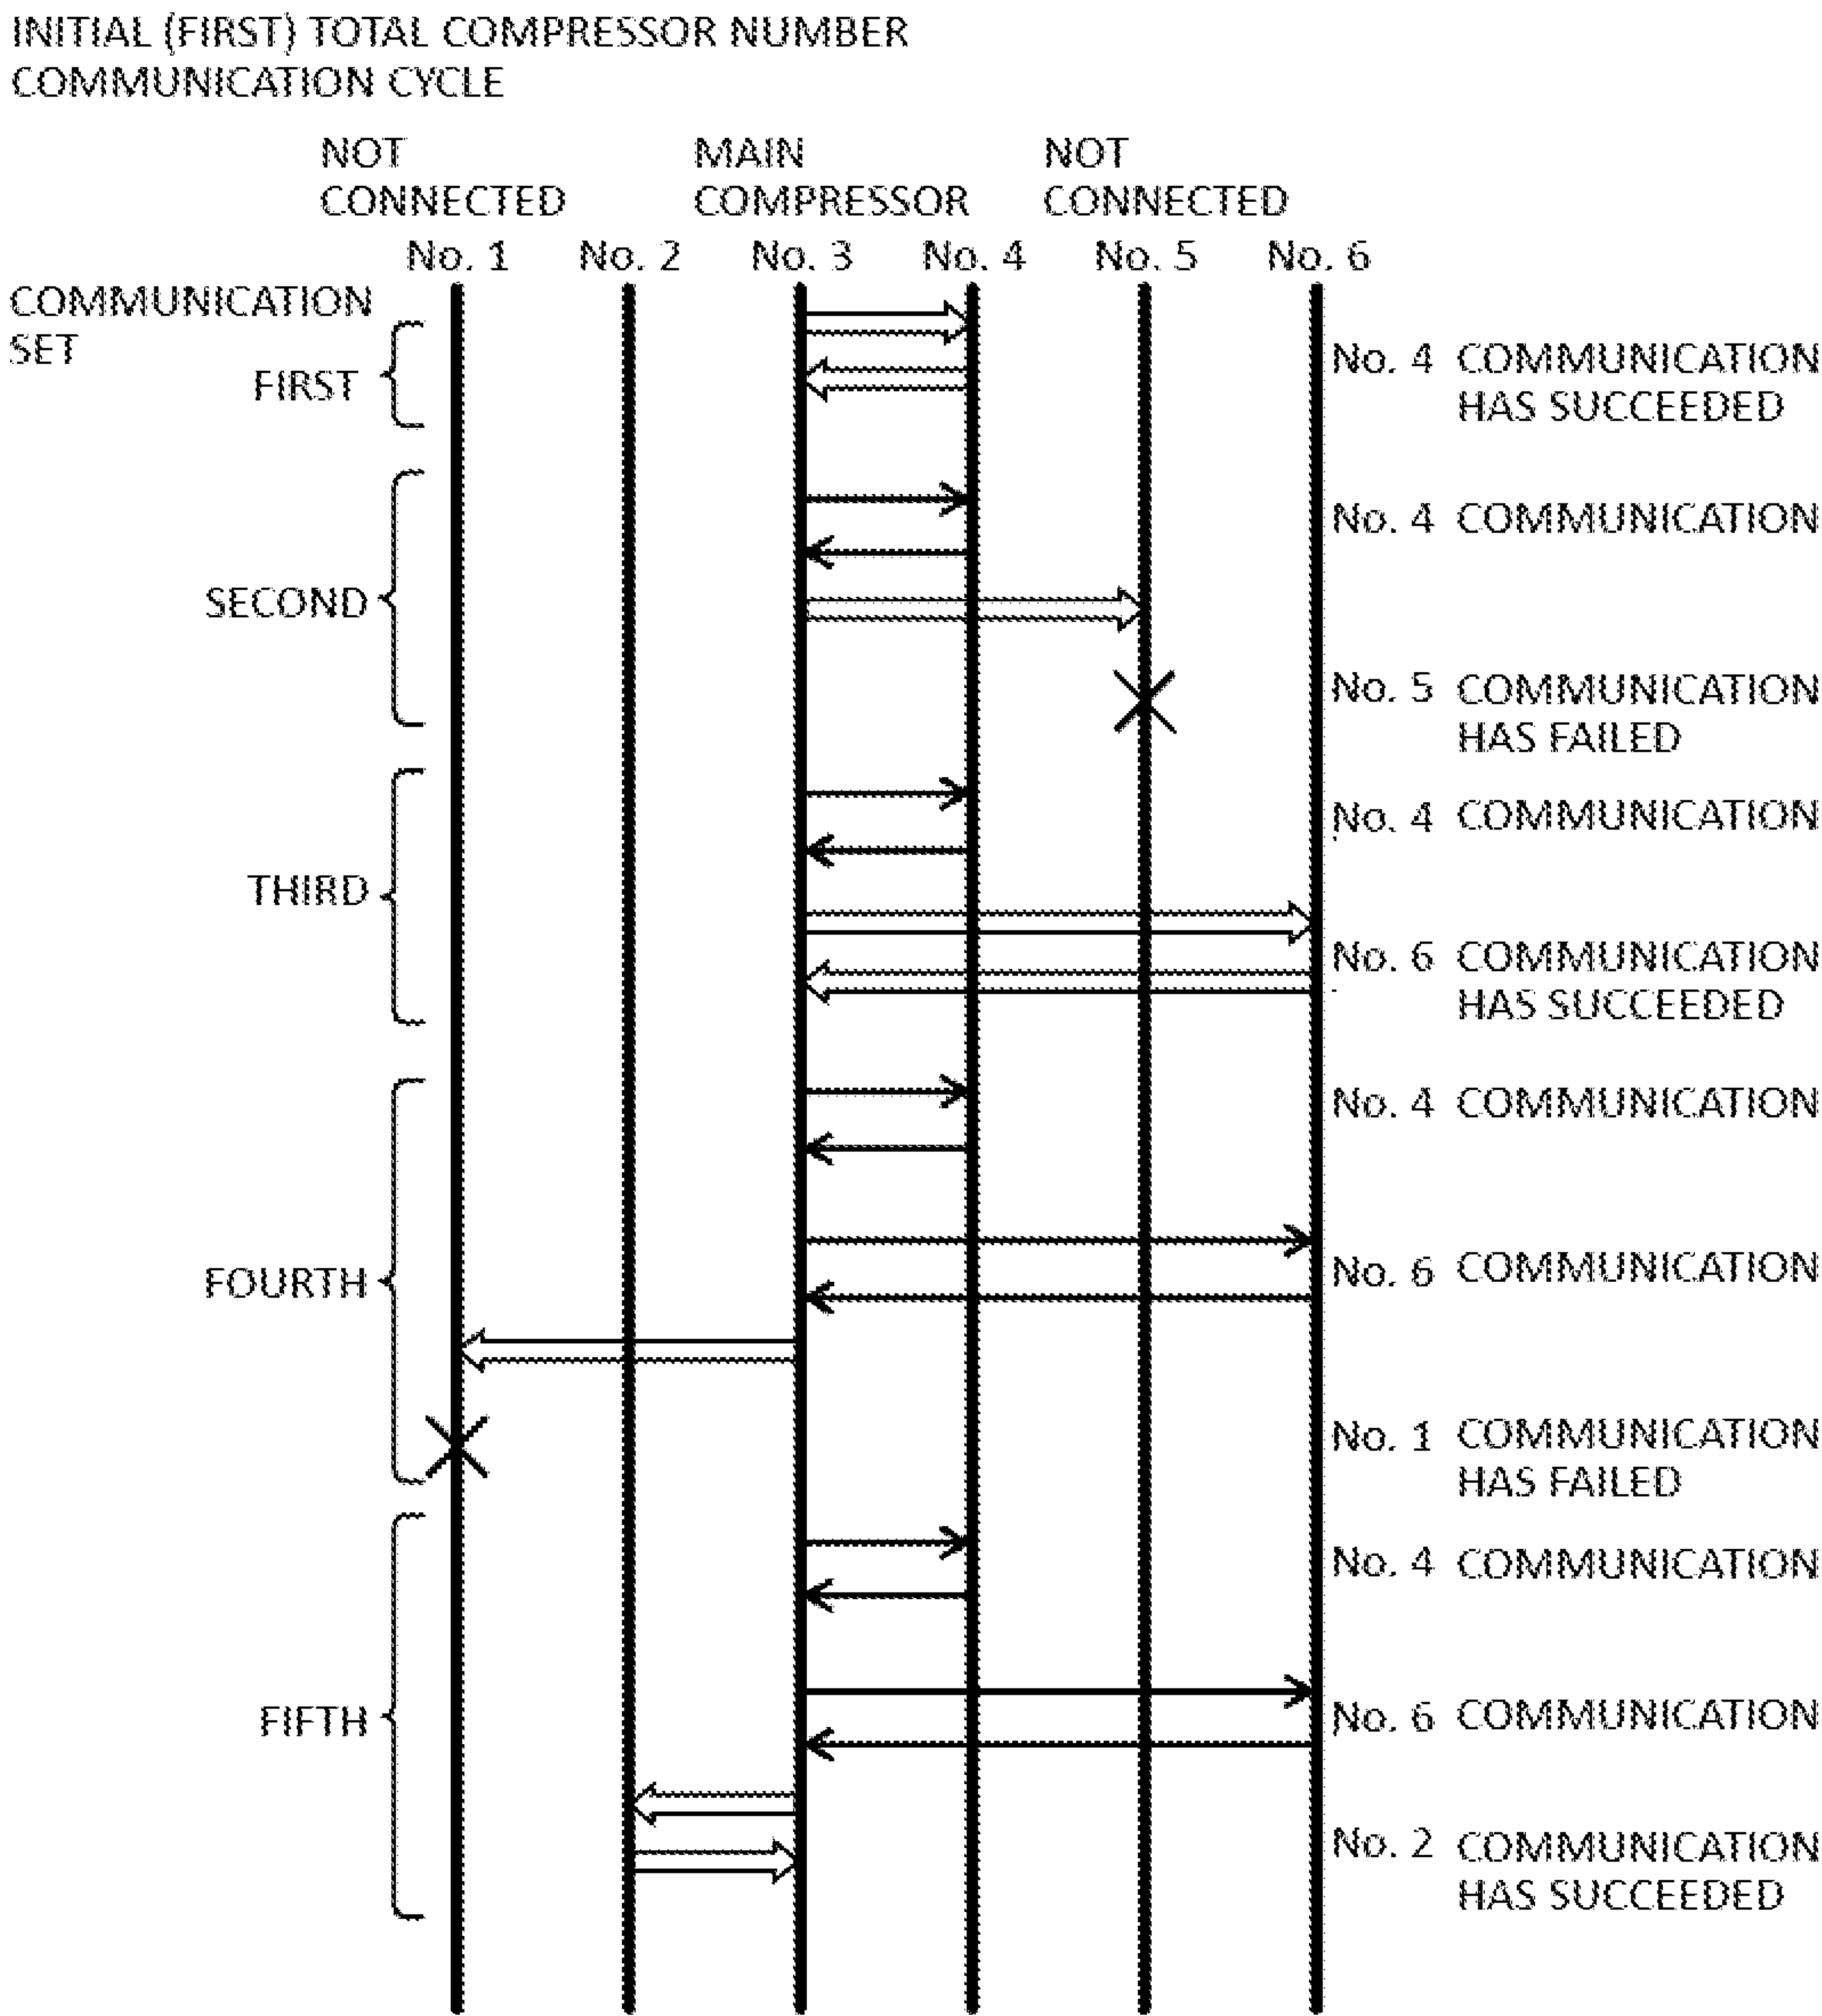 INITIAL (FIRST) TOTAL COMPRESSOR NUMBER
COMMUNICATION CYCLE
NOT
CONNECTED
MAIN
COMPRESSOR
NOT
CONNECTED
No. 1 No. 2 No. 3 No. 4 No. 5 No. 6
COMMUNICATION
SET
FIRST
No. 4 COMMUNICATION
HAS SUCCEEDED
SECOND
No. 4 COMMUNICATION
No. 5 COMMUNICATION
HAS FAILED
THIRD
No. 4 COMMUNICATION
No. 6 COMMUNICATION
HAS SUCCEEDED
FOURTH
No. 4 COMMUNICATION
No. 6 COMMUNICATION
No. 1 COMMUNICATION
HAS FAILED
FIFTH
No. 4 COMMUNICATION
No. 6 COMMUNICATION
No. 2 COMMUNICATION
HAS SUCCEEDED